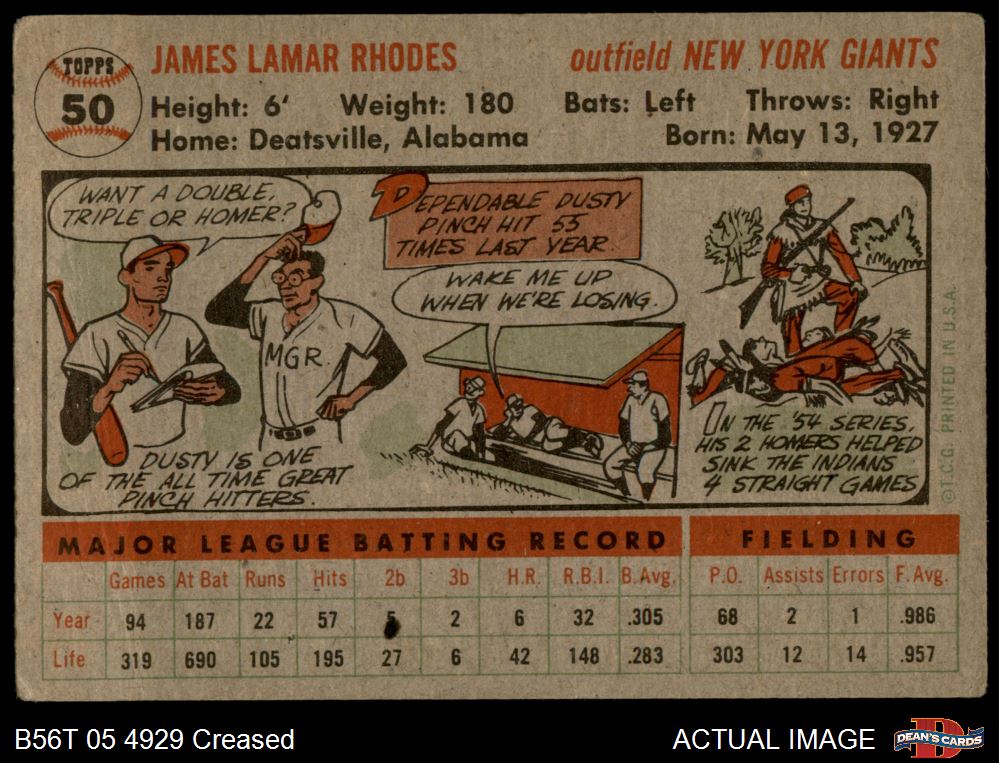 TOPPS
50
JAMES LAMAR RHODES
outfield NEW YORK GIANTS
Height: 6' Weight: 180 Bats: Left Throws: Right
Home: Deatsville, Alabama Born: May 13, 1927
WANT A DOUBLE,
TRIPLE OR HOMER?
MGR.
DUSTY IS ONE
OF THE ALL TIME GREAT
PINCH HITTERS.
DEPENDABLE DUSTY
PINCH HIT 53
TIMES LAST YEAR.
WAKE ME UP
WHEN WE'RE LOSING.
IN THE '54 SERIES,
HIS 2 HOMERS HELPED
SINK THE INDIANS
4 STRAIGHT GAMES
©T.C.G. PRINTED IN U.S.A.
MAJOR LEAGUE BATTING RECORD FIELDING
Games At Bat Runs Hits 2b 3b H.R. R.B.I. B.Avg. P.O. Assists Errors F.Avg.
Year 94 187 22 57 5 2 6 32 .305 68 2 1 .986
Life 319 690 105 195 27 6 42 148 .283 303 12 14 .957
B56T 05 4929 Creased
ACTUAL IMAGE
DEAN'S CARDS